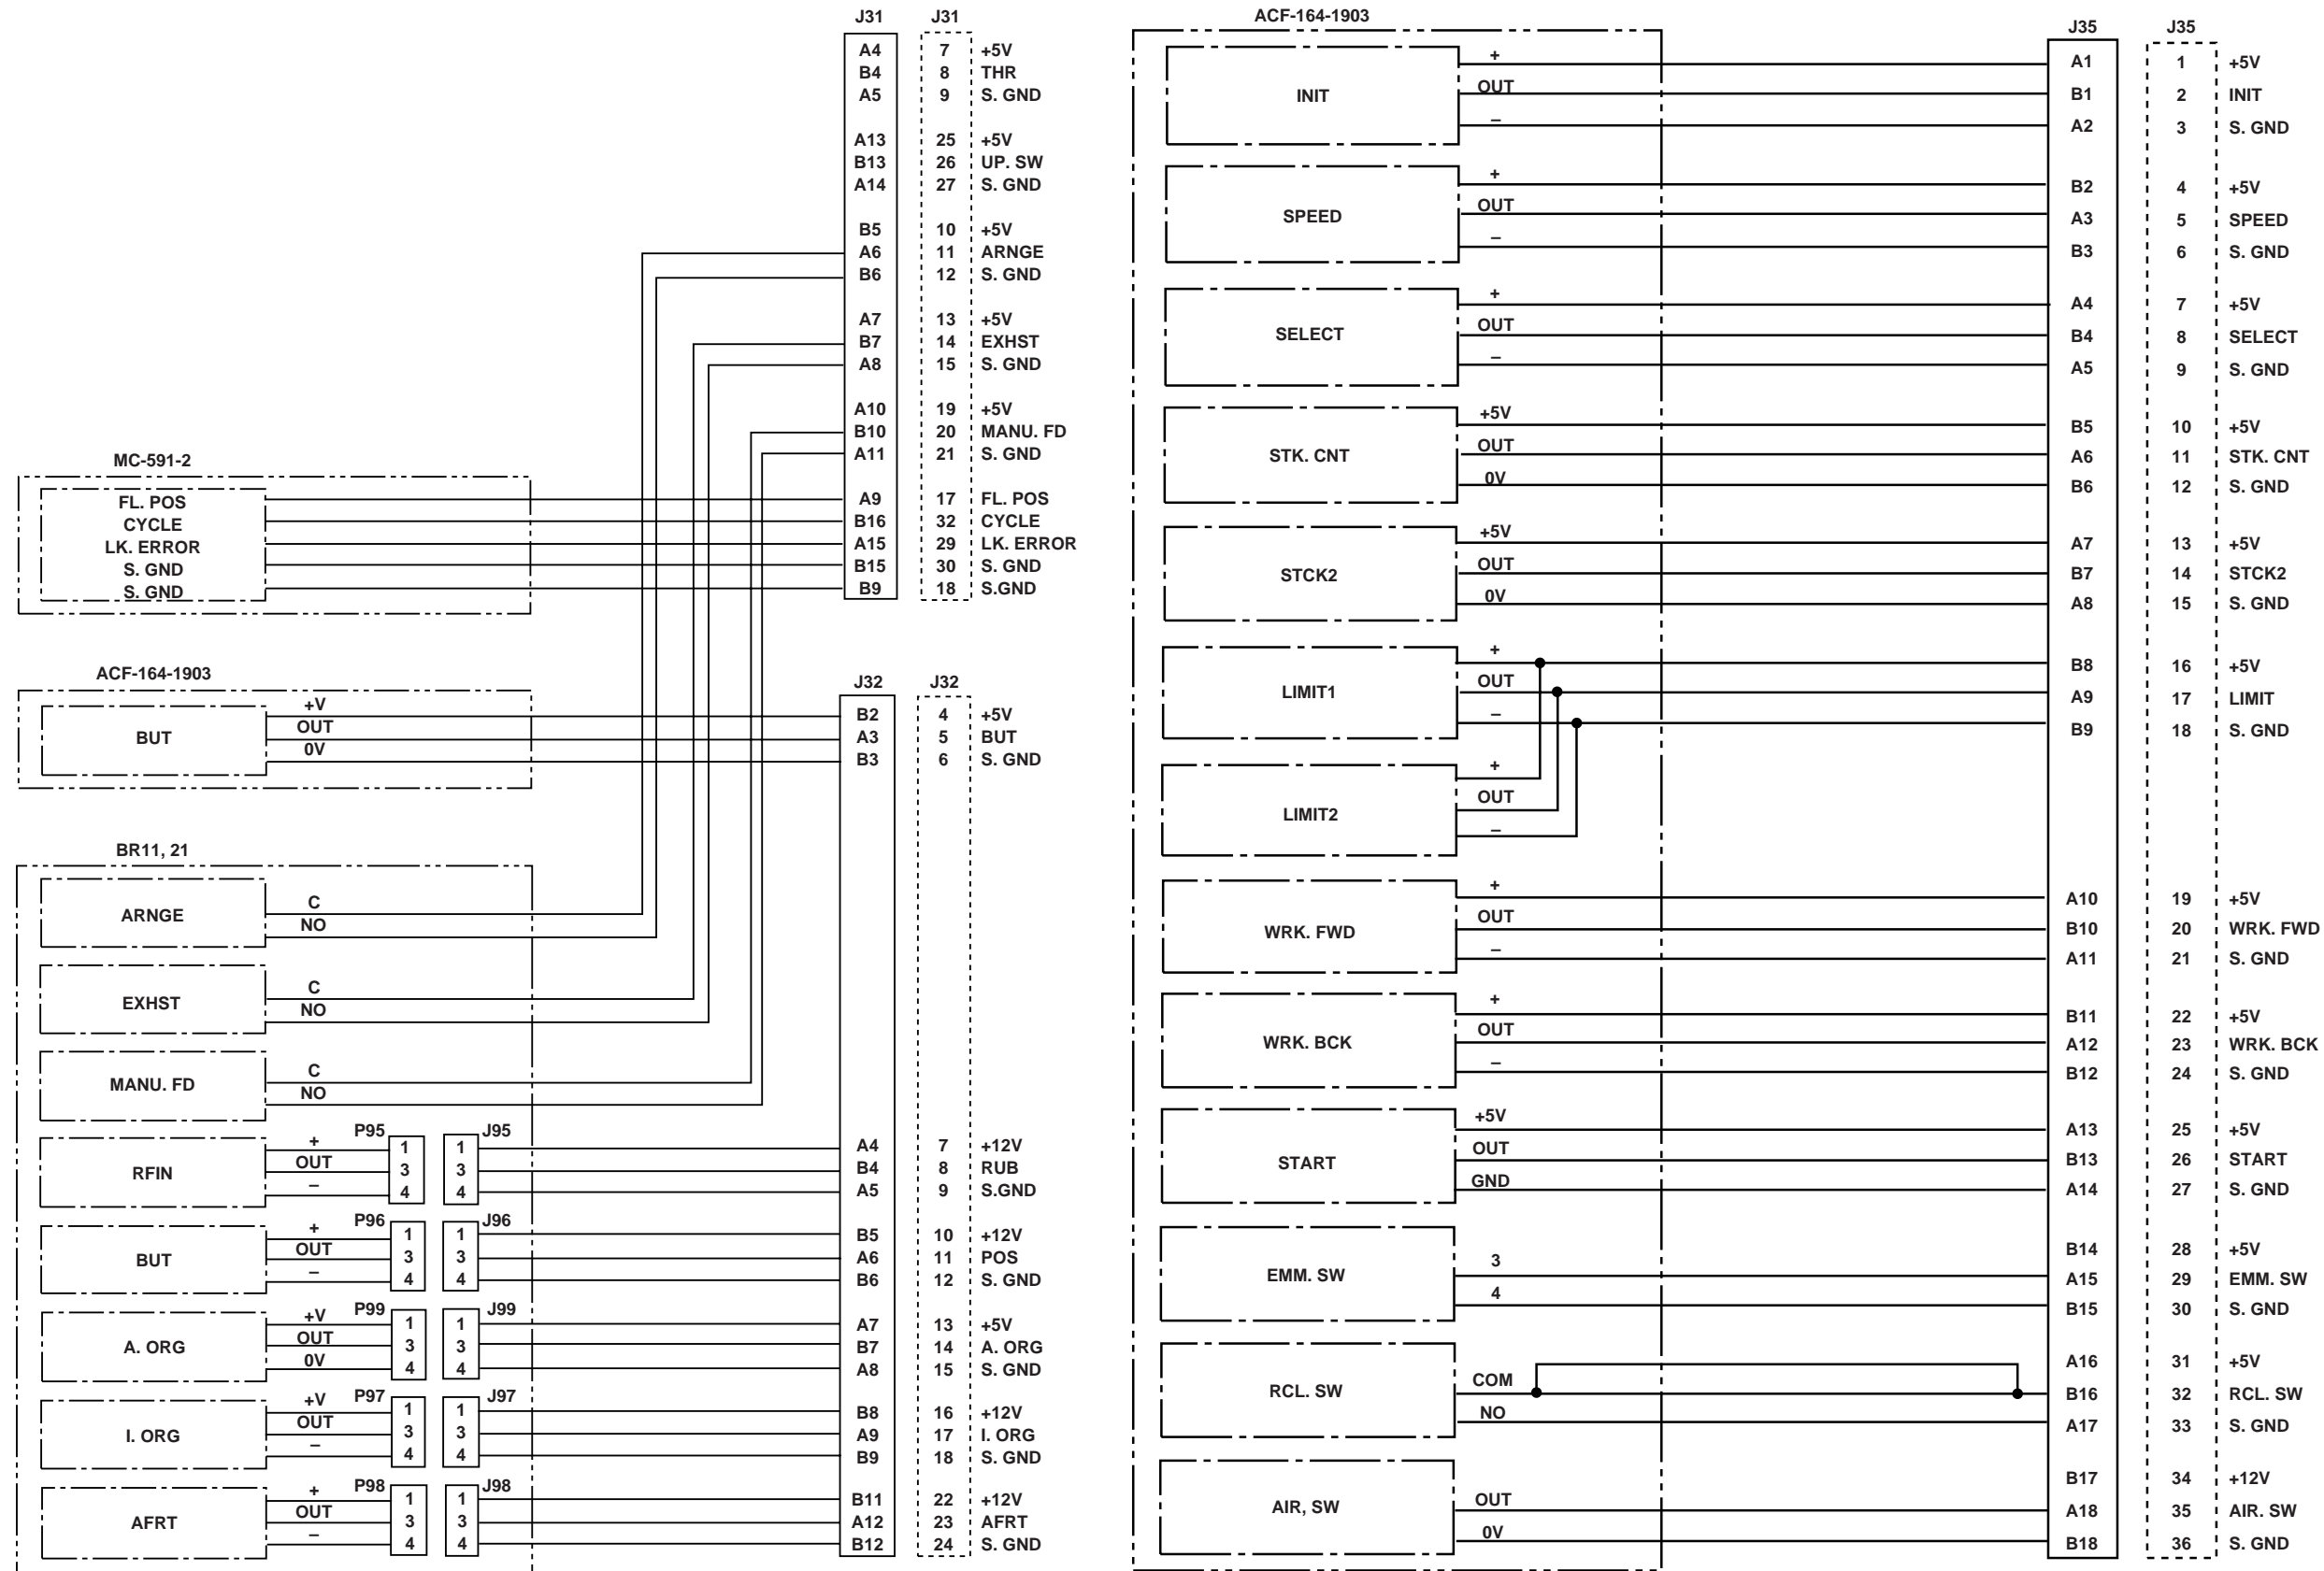 J31 J31
A4 7 +5V
B4 8 THR
A5 9 S. GND
A13 25 +5V
B13 26 UP. SW
A14 27 S. GND
B5 10 +5V
A6 11 ARNGE
B6 12 S. GND
A7 13 +5V
B7 14 EXHST
A8 15 S. GND
A10 19 +5V
B10 20 MANU. FD
A11 21 S. GND
MC-591-2
FL. POS A9 17 FL. POS
CYCLE B16 32 CYCLE
LK. ERROR A15 29 LK. ERROR
S. GND B15 30 S. GND
S. GND B9 18 S.GND
ACF-164-1903
J32 J32
BUT
+V B2 4 +5V
OUT A3 5 BUT
0V B3 6 S. GND
BR11, 21
ARNGE
C
NO
EXHST
C
NO
MANU. FD
C
NO
RFIN
P95 J95
+ 1 1 A4 7 +12V
OUT 3 3 B4 8 RUB
– 4 4 A5 9 S.GND
BUT
P96 J96
+ 1 1 B5 10 +12V
OUT 3 3 A6 11 POS
– 4 4 B6 12 S. GND
A. ORG
P99 J99
+V 1 1 A7 13 +5V
OUT 3 3 B7 14 A. ORG
0V 4 4 A8 15 S. GND
I. ORG
P97 J97
+V 1 1 B8 16 +12V
OUT 3 3 A9 17 I. ORG
– 4 4 B9 18 S. GND
AFRT
P98 J98
+ 1 1 B11 22 +12V
OUT 3 3 A12 23 AFRT
– 4 4 B12 24 S. GND
ACF-164-1903
J35 J35
INIT
+ A1 1 +5V
OUT B1 2 INIT
– A2 3 S. GND
SPEED
+ B2 4 +5V
OUT A3 5 SPEED
– B3 6 S. GND
SELECT
+ A4 7 +5V
OUT B4 8 SELECT
– A5 9 S. GND
STK. CNT
+5V B5 10 +5V
OUT A6 11 STK. CNT
0V B6 12 S. GND
STCK2
+5V A7 13 +5V
OUT B7 14 STCK2
0V A8 15 S. GND
LIMIT1
+ B8 16 +5V
OUT A9 17 LIMIT
– B9 18 S. GND
LIMIT2
+
OUT
–
WRK. FWD
+ A10 19 +5V
OUT B10 20 WRK. FWD
– A11 21 S. GND
WRK. BCK
+ B11 22 +5V
OUT A12 23 WRK. BCK
– B12 24 S. GND
START
+5V A13 25 +5V
OUT B13 26 START
GND A14 27 S. GND
EMM. SW
B14 28 +5V
3 A15 29 EMM. SW
4 B15 30 S. GND
RCL. SW
A16 31 +5V
COM B16 32 RCL. SW
NO A17 33 S. GND
AIR, SW
B17 34 +12V
OUT A18 35 AIR. SW
0V B18 36 S. GND